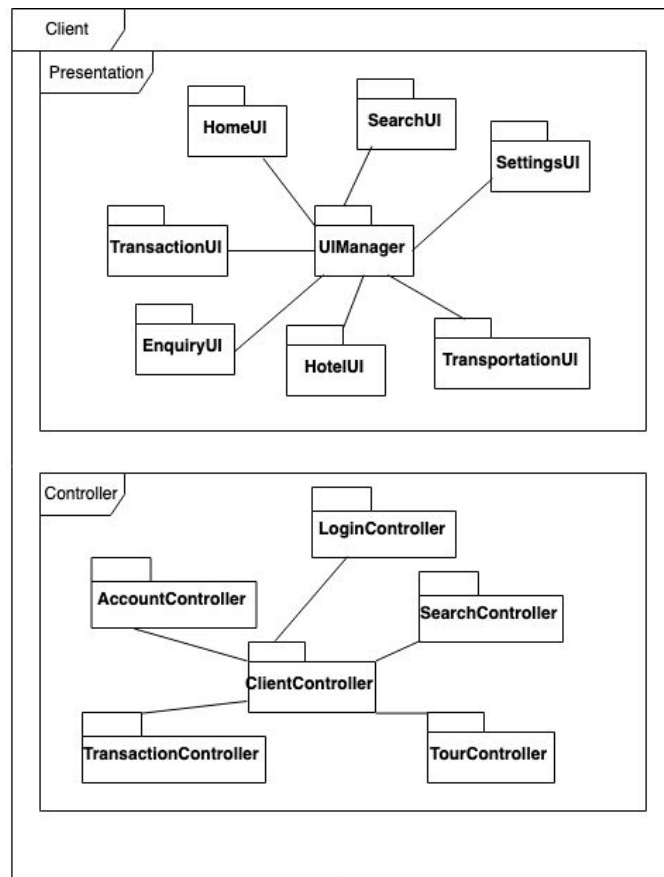 Client
Presentation
HomeUI
SearchUI
SettingsUI
TransactionUI
UIManager
EnquiryUI
HotelUI
TransportationUI
Controller
LoginController
AccountController
SearchController
ClientController
TransactionController
TourController